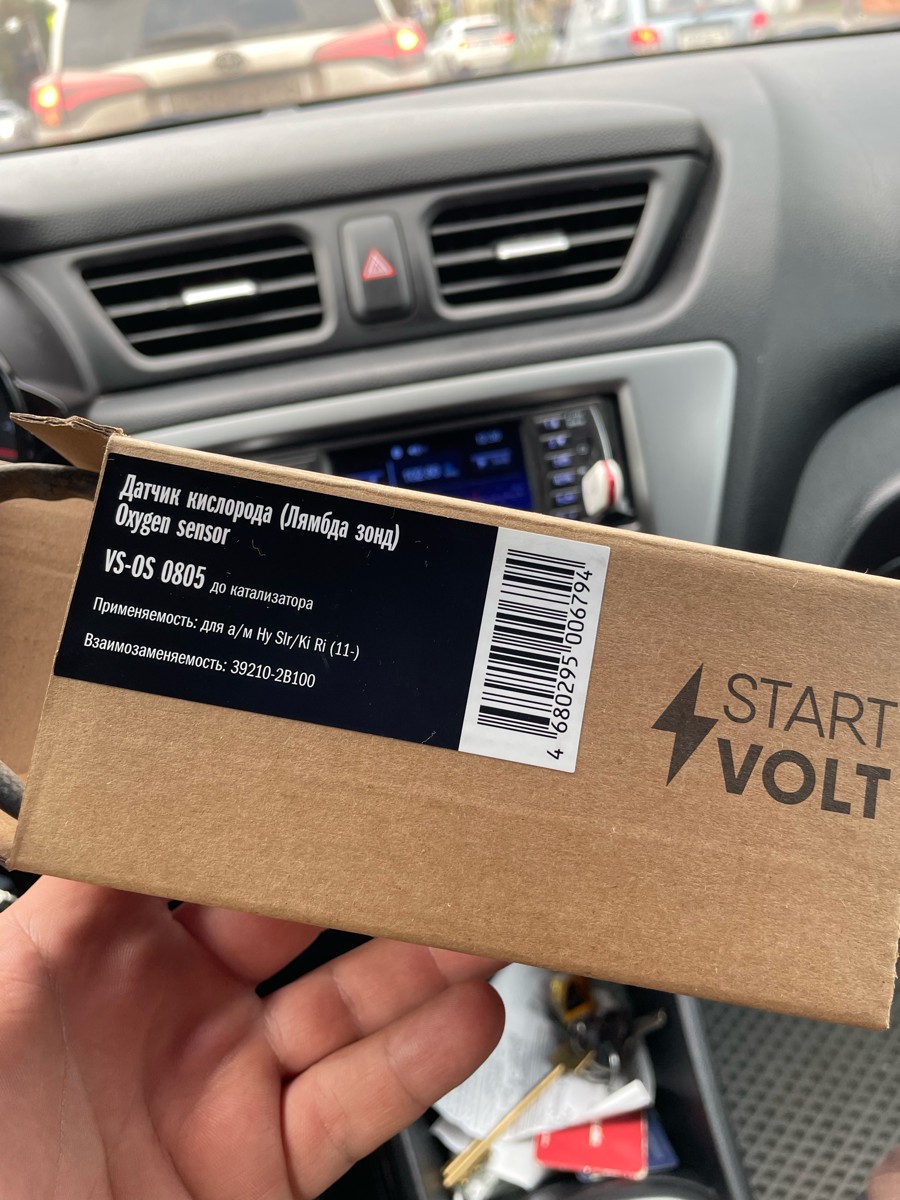 Датчик кислорода (Лямбда зонд)
Oxygen sensor
VS-OS 0805 до катализатора
Применяемость: для а/м Hy Slr/Ki Ri (11-)
Взаимозаменяемость: 39210-2B100
4 680295 006794
START
VOLT